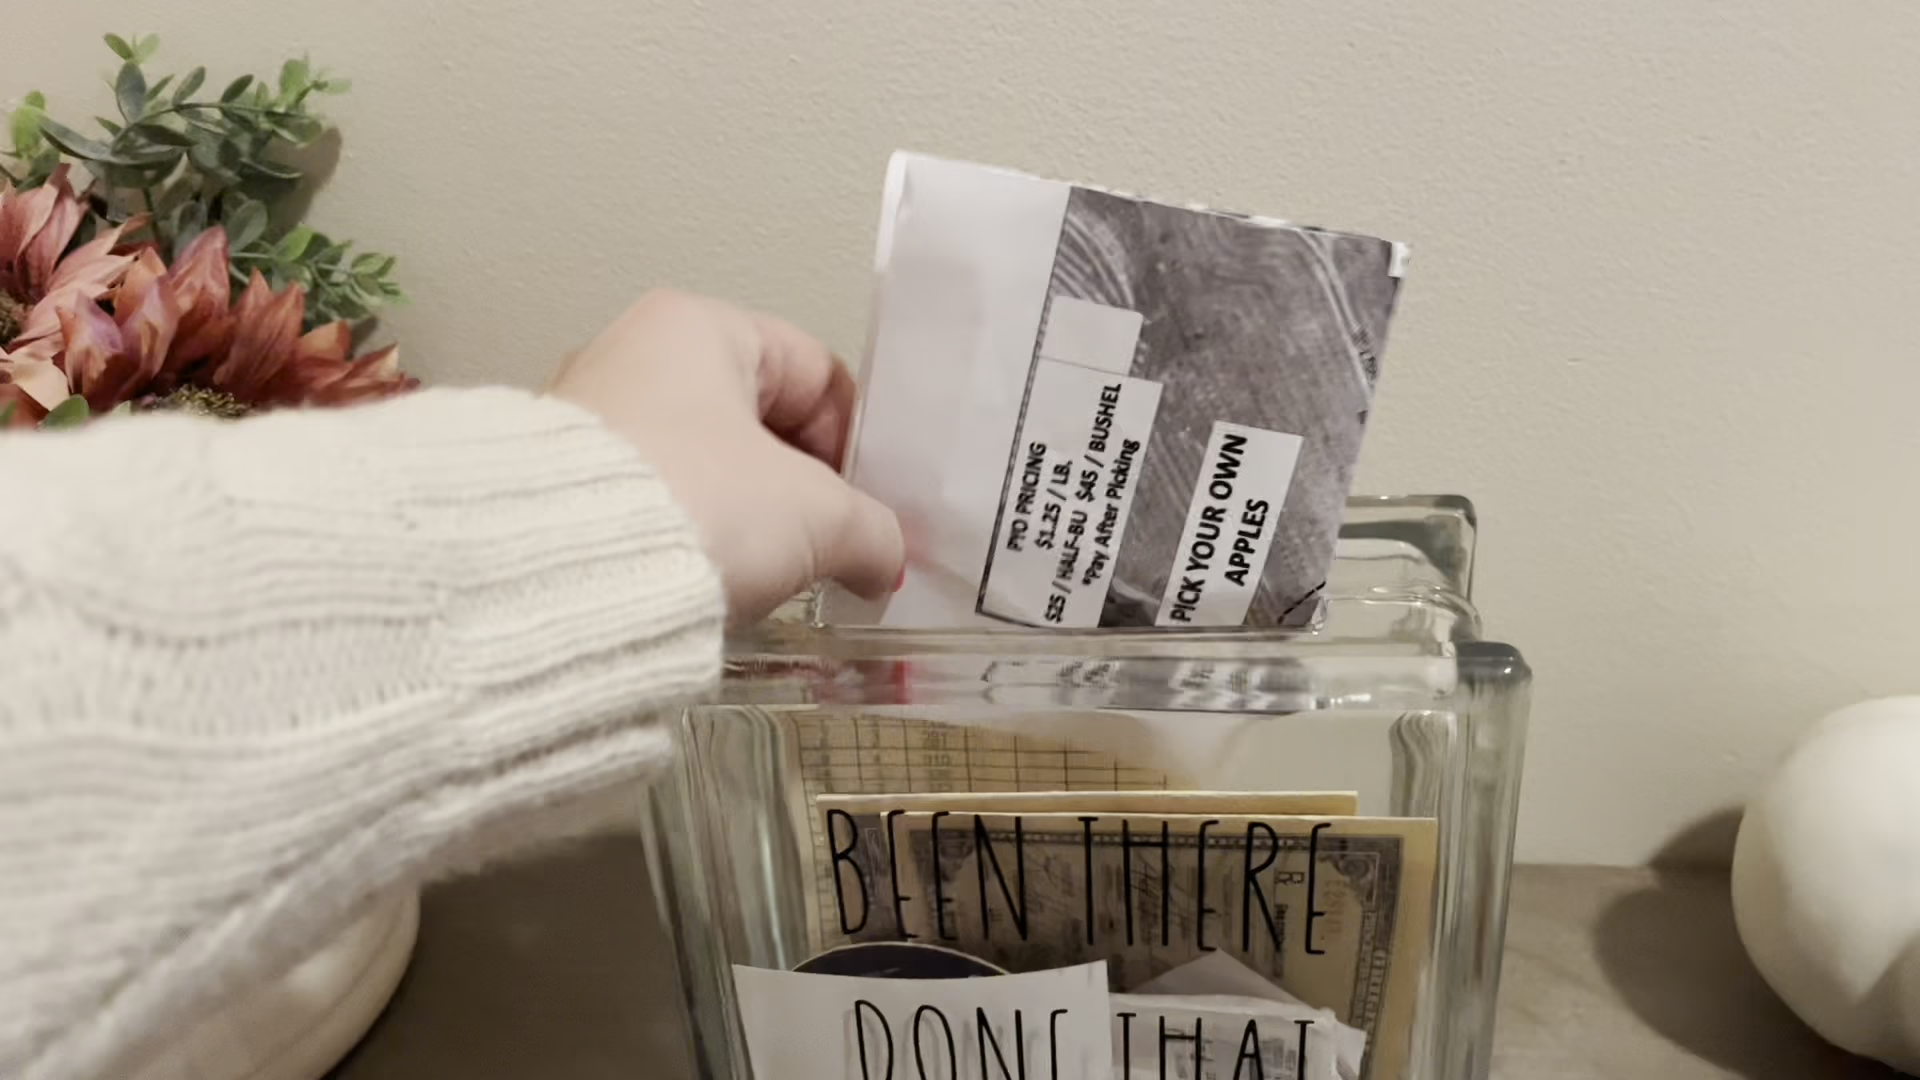 PYO PRICING
$1.25 / LB.
$25 / HALF-BU $45 / BUSHEL
*Pay After Picking
PICK YOUR OWN
APPLES
BEEN THERE
DONE THAT